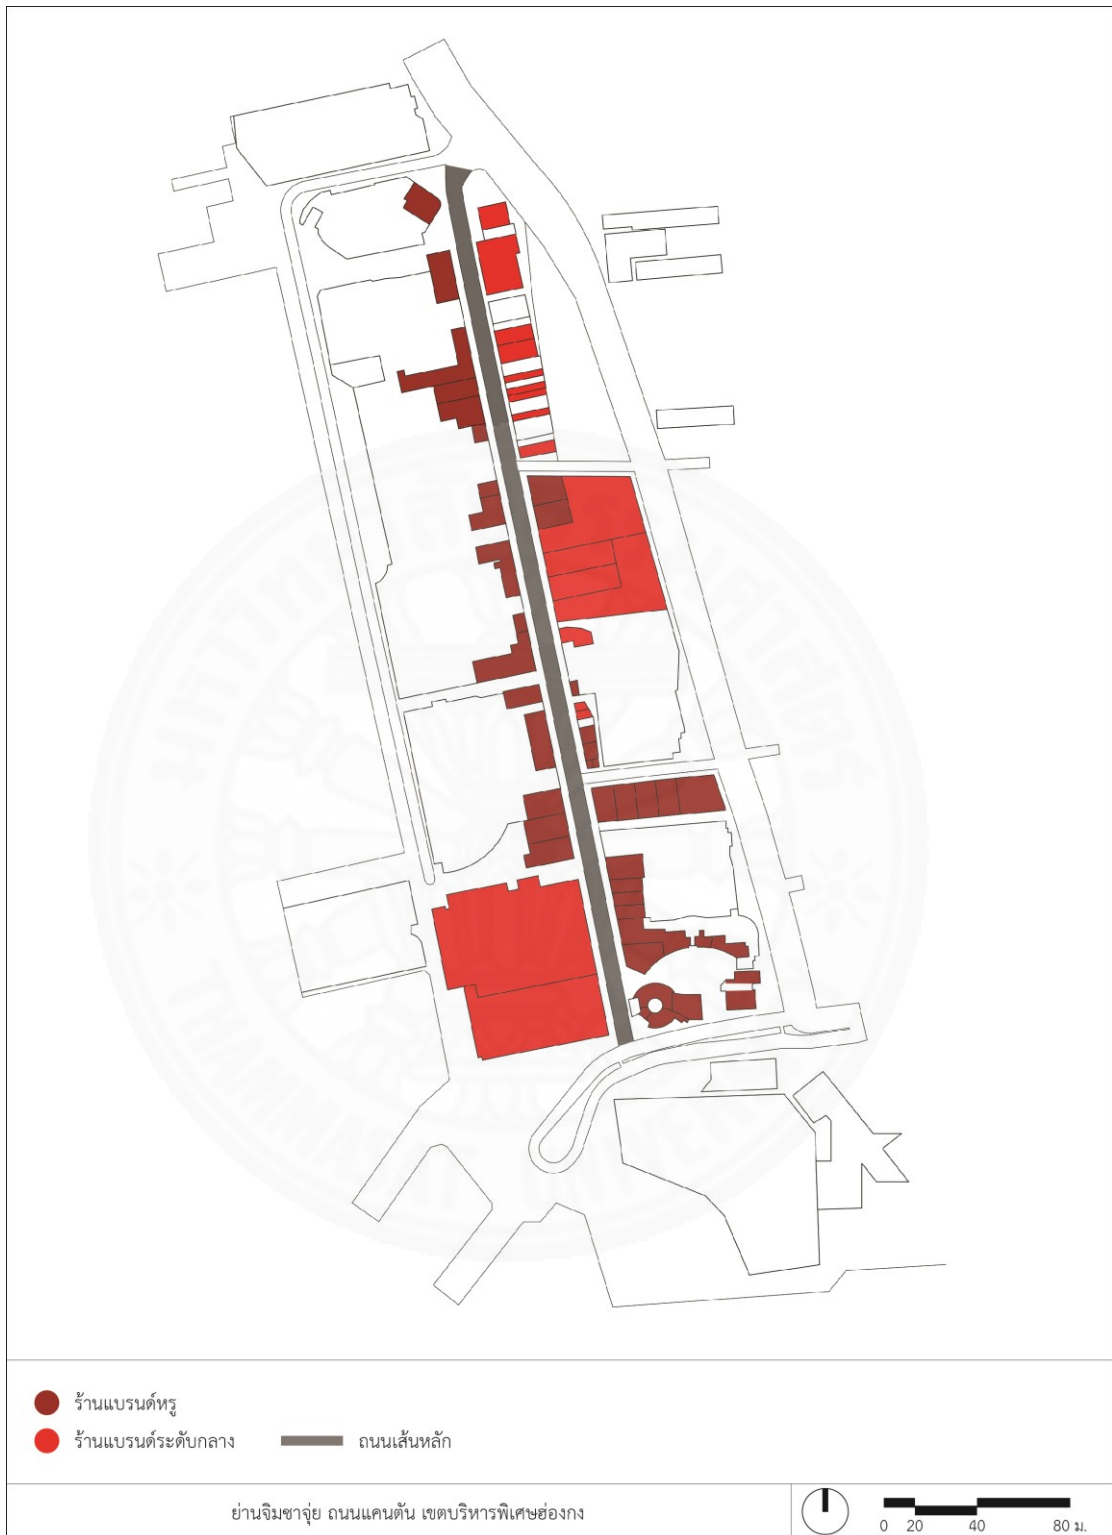 ร้านแบรนด์หรู
ร้านแบรนด์ระดับกลาง
ถนนเส้นหลัก
ย่านจิมซาจุ่ย ถนนแคนตัน เขตบริหารพิเศษฮ่องกง
0 20 40 80 ม.